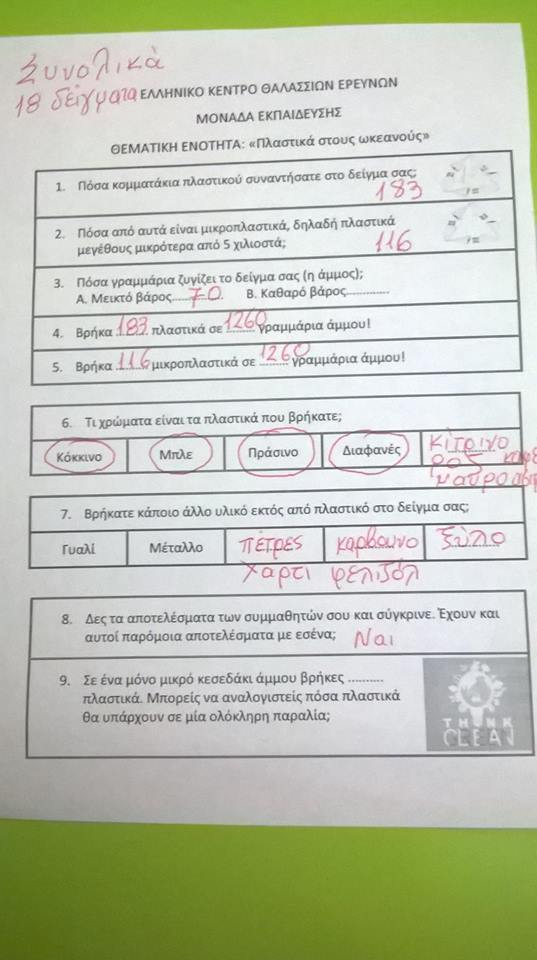 Συνολικά
18 δείγματα ΕΛΛΗΝΙΚΟ ΚΕΝΤΡΟ ΘΑΛΑΣΣΙΩΝ ΕΡΕΥΝΩΝ
ΜΟΝΑΔΑ ΕΚΠΑΙΔΕΥΣΗΣ
ΘΕΜΑΤΙΚΗ ΕΝΟΤΗΤΑ: «Πλαστικά στους ωκεανούς»
1. Πόσα κομματάκια πλαστικού συναντήσατε στο δείγμα σας;
183
2. Πόσα από αυτά είναι μικροπλαστικά, δηλαδή πλαστικά
μεγέθους μικρότερα από 5 χιλιοστά; 116
3. Πόσα γραμμάρια ζυγίζει το δείγμα σας (η άμμος);
Α. Μεικτό βάρος.....70. Β. Καθαρό βάρος............
4. Βρήκα 183 πλαστικά σε 1260 γραμμάρια άμμου!
5. Βρήκα 116 μικροπλαστικά σε 1260 γραμμάρια άμμου!
6. Τι χρώματα είναι τα πλαστικά που βρήκατε;
Κόκκινο Μπλε Πράσινο Διαφανές κίτρινο
ροζ καφέ
μαύρο
7. Βρήκατε κάποιο άλλο υλικό εκτός από πλαστικό στο δείγμα σας;
Γυαλί Μέταλλο πέτρες κάρβουνο ξύλο
χαρτί φελιζόλ
8. Δες τα αποτελέσματα των συμμαθητών σου και σύγκρινε. Έχουν και
αυτοί παρόμοια αποτελέσματα με εσένα; Ναι
9. Σε ένα μόνο μικρό κεσεδάκι άμμου βρήκες ..........
πλαστικά. Μπορείς να αναλογιστείς πόσα πλαστικά
θα υπάρχουν σε μία ολόκληρη παραλία;
THINK
CLEAN